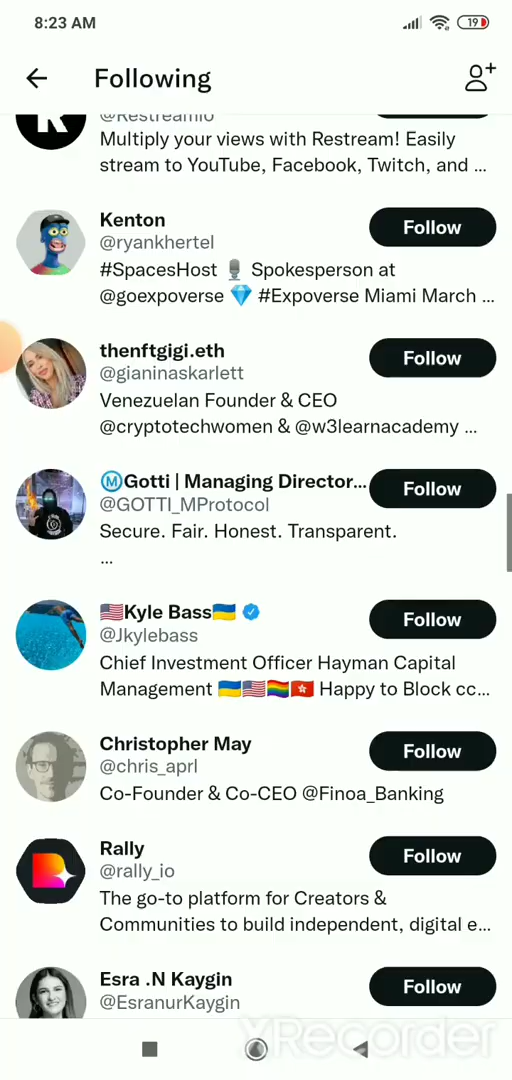 8:23 AM
19
Following
@Restreamio
Multiply your views with Restream! Easily
stream to YouTube, Facebook, Twitch, and ...
Kenton
Follow
@ryankhertel
#SpacesHost 🎙️ Spokesperson at
@goexpoverse 💎 #Expoverse Miami March ...
thenftgigi.eth
Follow
@gianinaskarlett
Venezuelan Founder & CEO
@cryptotechwomen & @w3learnacademy ...
Ⓜ️Gotti | Managing Director...
Follow
@GOTTI_MProtocol
Secure. Fair. Honest. Transparent.
...
🇺🇸Kyle Bass🇺🇦
Follow
@Jkylebass
Chief Investment Officer Hayman Capital
Management 🇺🇦🇺🇸🏳️‍🌈🇭🇰 Happy to Block cc...
Christopher May
Follow
@chris_aprl
Co-Founder & Co-CEO @Finoa_Banking
Rally
Follow
@rally_io
The go-to platform for Creators &
Communities to build independent, digital e...
Esra .N Kaygin
Follow
@EsranurKaygin
XRecorder